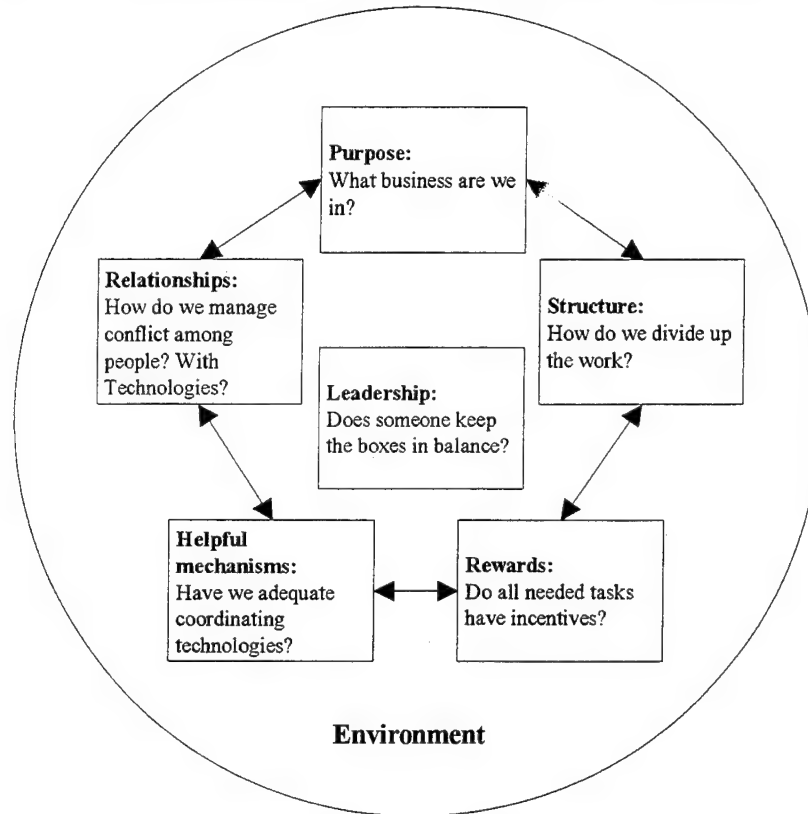 Purpose:
What business are we
in?
Relationships:
How do we manage
conflict among
people? With
Technologies?
Structure:
How do we divide up
the work?
Leadership:
Does someone keep
the boxes in balance?
Helpful
mechanisms:
Have we adequate
coordinating
technologies?
Rewards:
Do all needed tasks
have incentives?
Environment